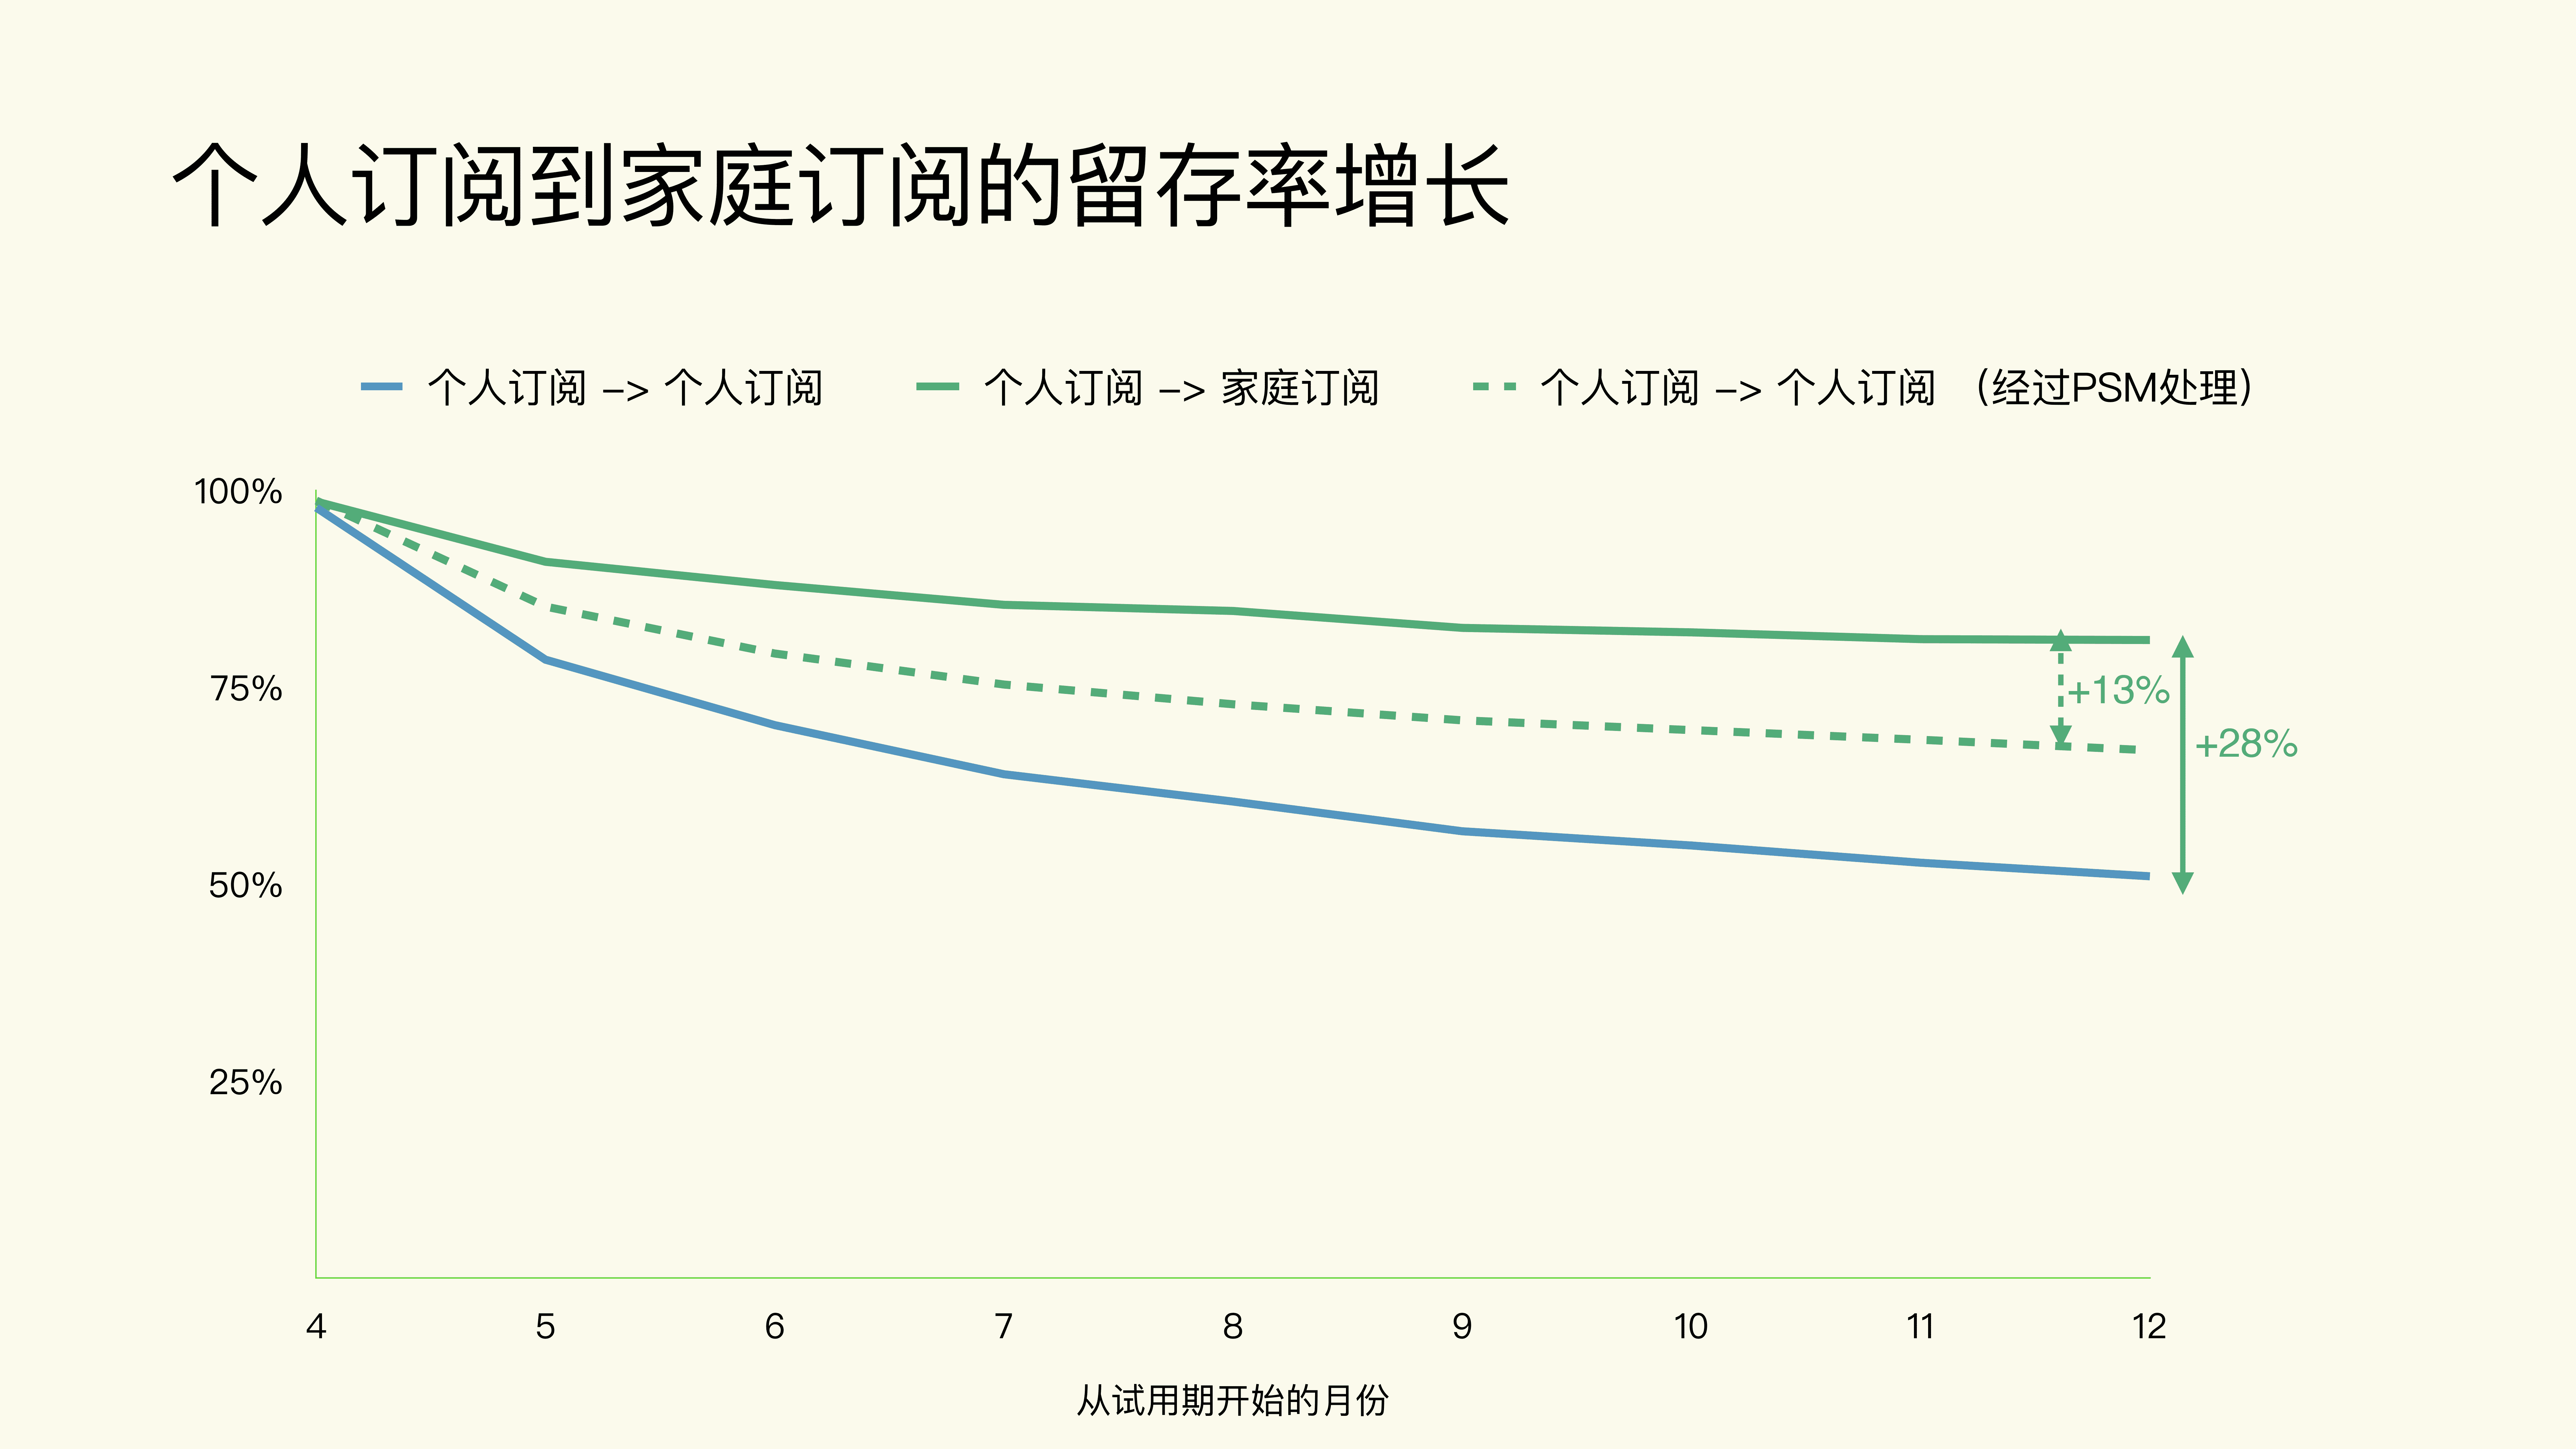 个人订阅到家庭订阅的留存率增长
个人订阅 –> 个人订阅
个人订阅 –> 家庭订阅
个人订阅 –> 个人订阅 （经过PSM处理）
100%
75%
50%
25%
+13%
+28%
4 5 6 7 8 9 10 11 12
从试用期开始的月份